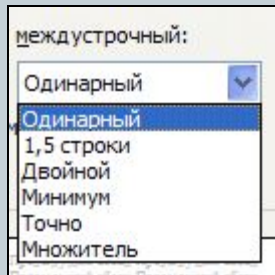 междустрочный:
Одинарный
Одинарный
1,5 строки
Двойной
Минимум
Точно
Множитель